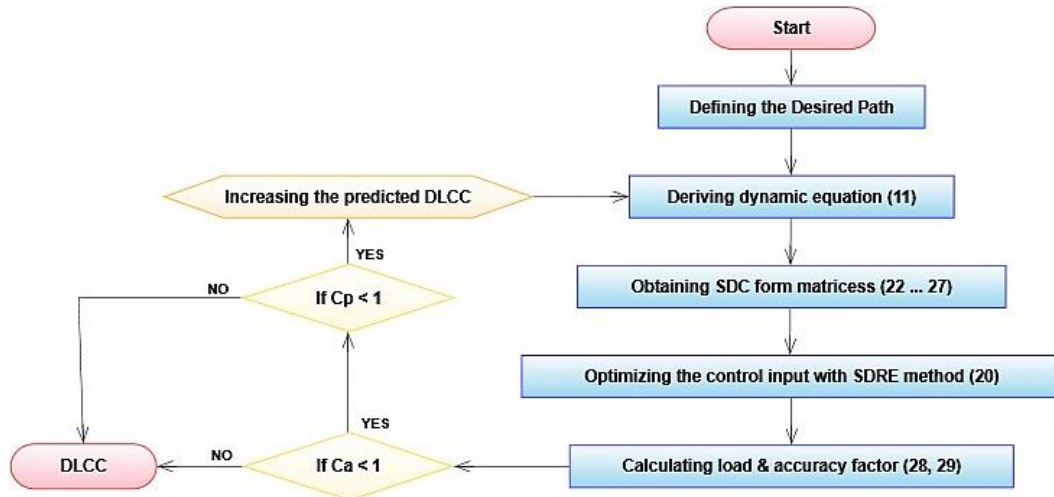 Start
Defining the Desired Path
Increasing the predicted DLCC
Deriving dynamic equation (11)
YES
NO
If Cp < 1
Obtaining SDC form matricess (22 ... 27)
Optimizing the control input with SDRE method (20)
YES
NO
DLCC
If Ca < 1
Calculating load & accuracy factor (28, 29)